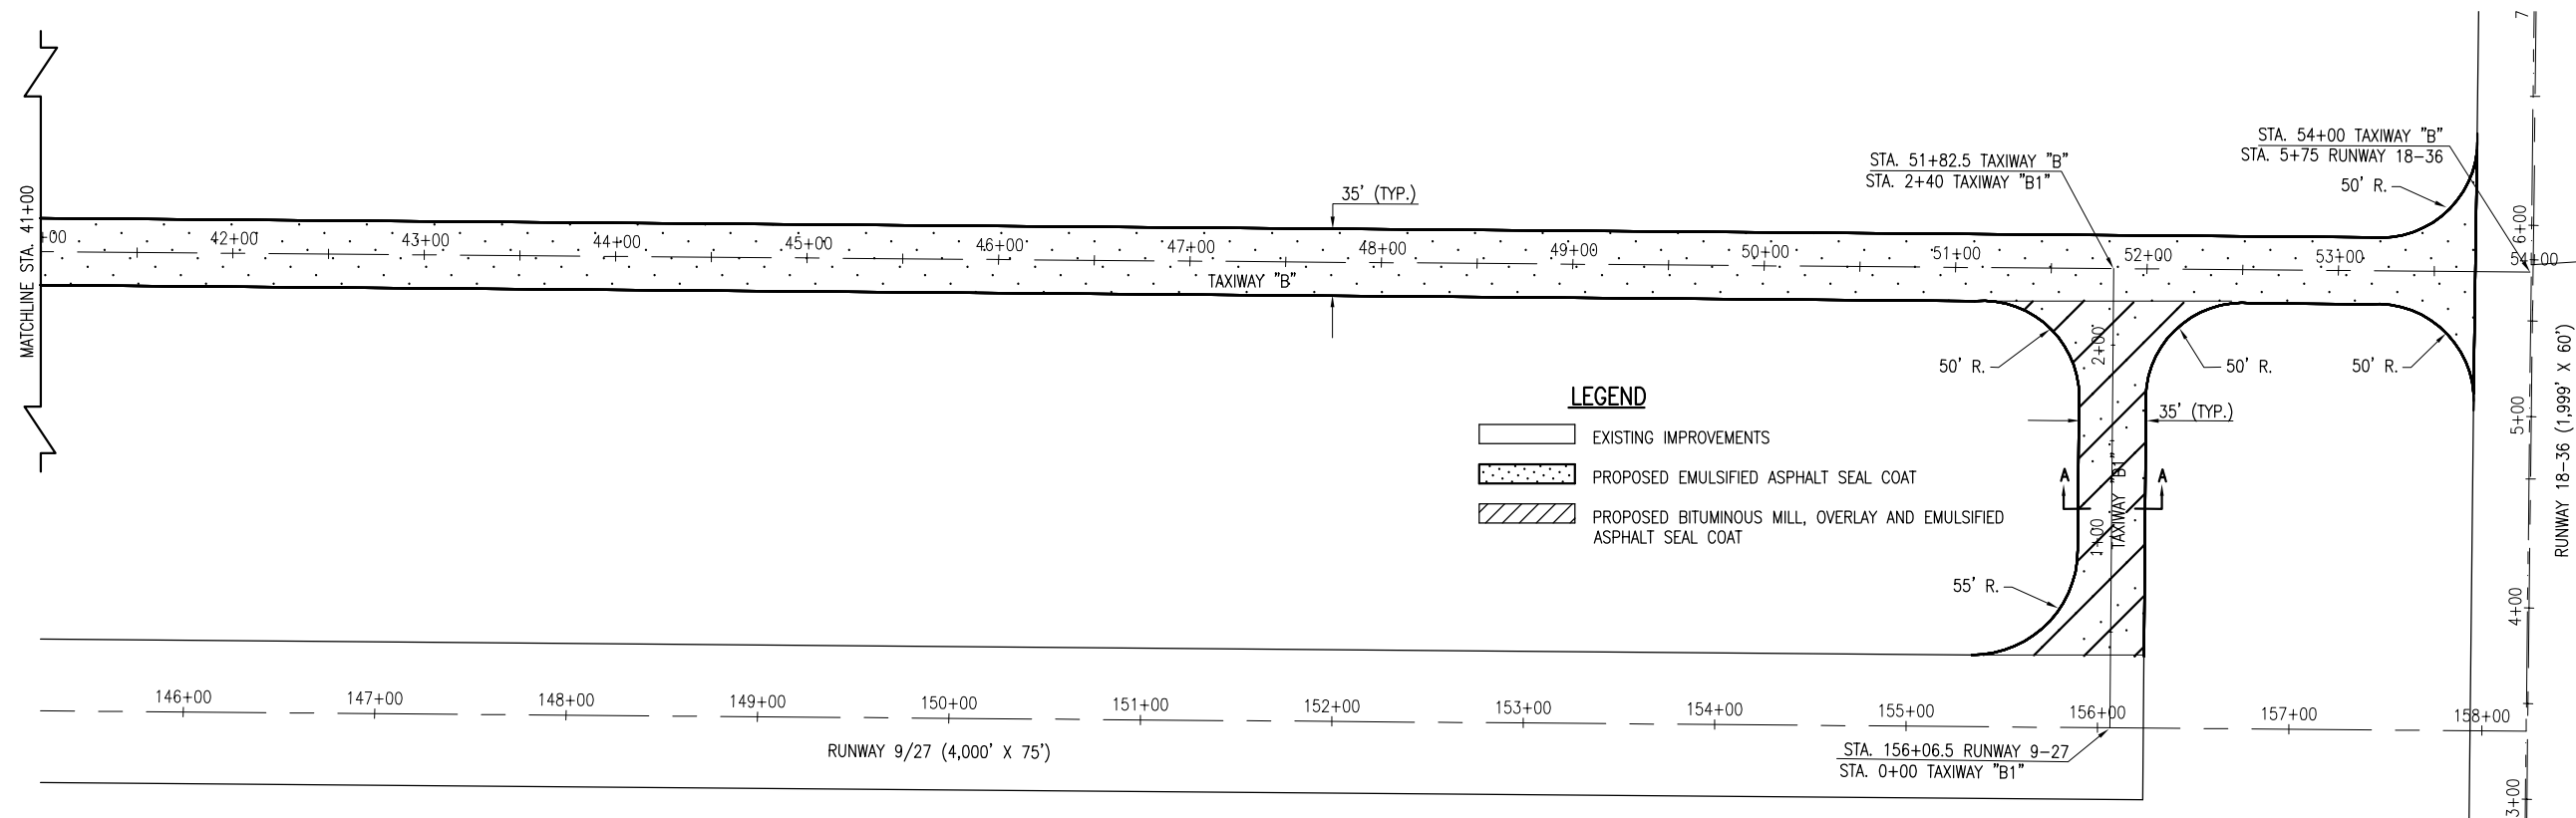 7
STA. 54+00 TAXIWAY "B"
STA. 5+75 RUNWAY 18-36
STA. 51+82.5 TAXIWAY "B"
STA. 2+40 TAXIWAY "B1"
50' R.
35' (TYP.)
MATCHLINE STA. 41+00
+00
42+00
43+00
44+00
45+00
46+00
47+00
48+00
49+00
50+00
51+00
52+00
53+00
54+00
6+00
TAXIWAY "B"
2+00
50' R.
50' R.
50' R.
35' (TYP.)
5+00
RUNWAY 18-36 (1,999' X 60')
LEGEND
EXISTING IMPROVEMENTS
PROPOSED EMULSIFIED ASPHALT SEAL COAT
PROPOSED BITUMINOUS MILL, OVERLAY AND EMULSIFIED
ASPHALT SEAL COAT
A
A
TAXIWAY "B1"
1+00
55' R.
4+00
146+00
147+00
148+00
149+00
150+00
151+00
152+00
153+00
154+00
155+00
156+00
157+00
158+00
RUNWAY 9/27 (4,000' X 75')
STA. 156+06.5 RUNWAY 9-27
STA. 0+00 TAXIWAY "B1"
3+00